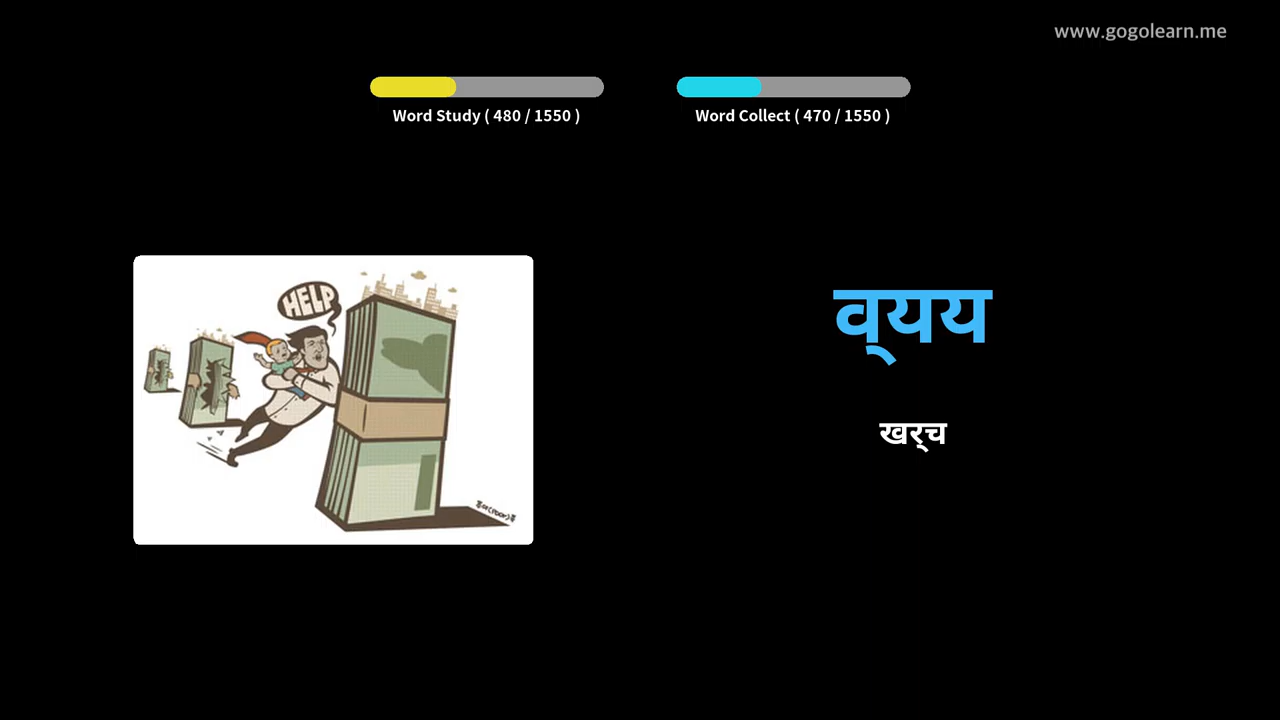 www.gogolearn.me
Word Study ( 480 / 1550 )
Word Collect ( 470 / 1550 )
HELP
व्यय
खर्च